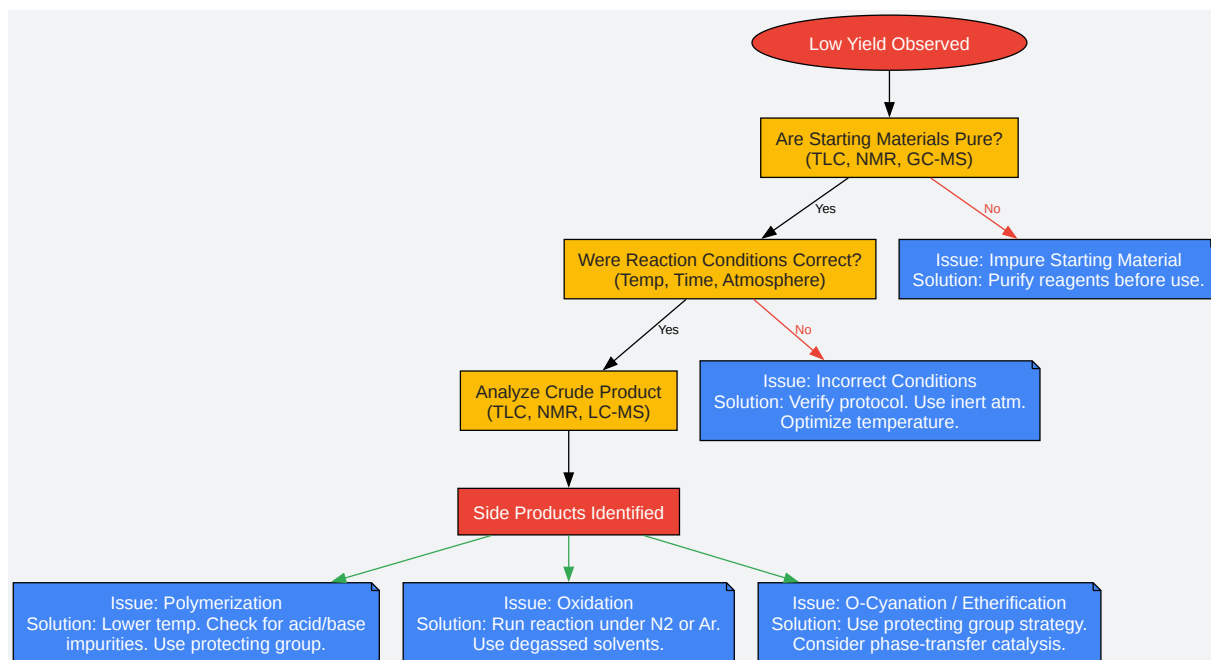 Low Yield Observed
Are Starting Materials Pure?
(TLC, NMR, GC-MS)
Yes
No
Were Reaction Conditions Correct?
(Temp, Time, Atmosphere)
Issue: Impure Starting Material
Solution: Purify reagents before use.
Yes
No
Analyze Crude Product
(TLC, NMR, LC-MS)
Issue: Incorrect Conditions
Solution: Verify protocol. Use inert atm.
Optimize temperature.
Side Products Identified
Issue: Polymerization
Solution: Lower temp. Check for acid/base
impurities. Use protecting group.
Issue: Oxidation
Solution: Run reaction under N2 or Ar.
Use degassed solvents.
Issue: O-Cyanation / Etherification
Solution: Use protecting group strategy.
Consider phase-transfer catalysis.